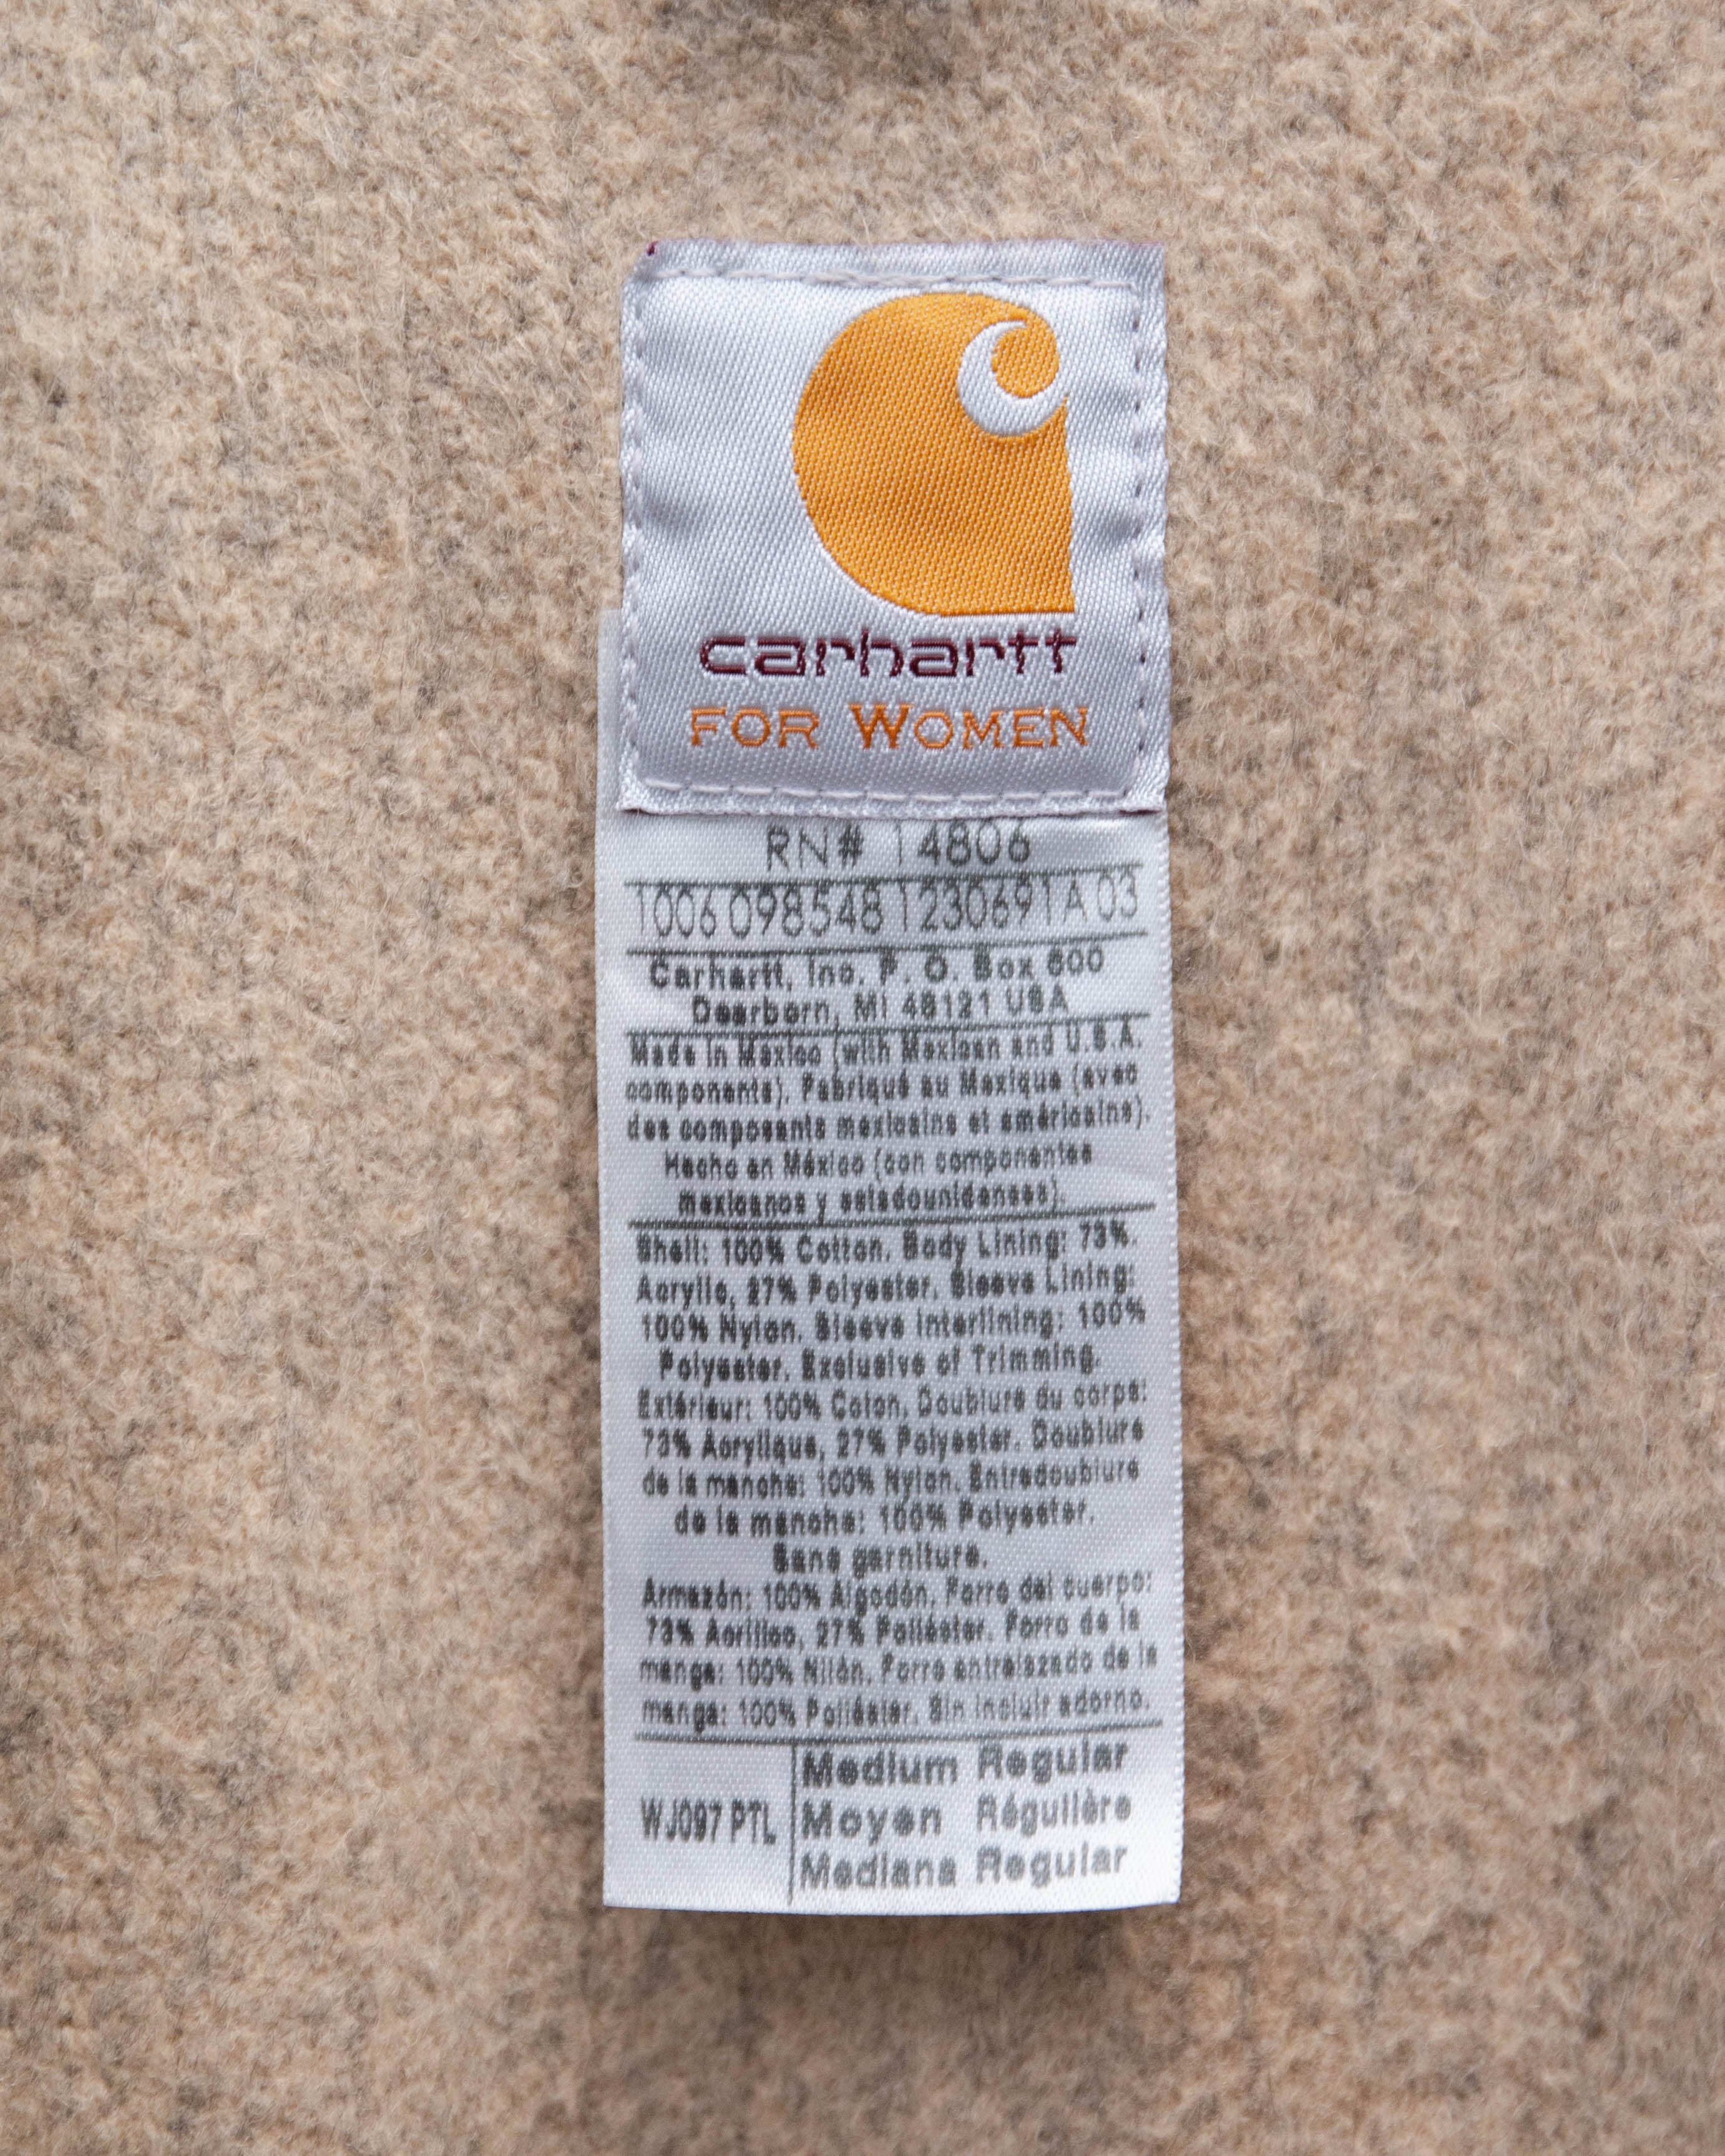 carhartt
FOR WOMEN
RN# 14806
1006 098548 1230691A 03
Carhartt, Inc. P. O. Box 600
Dearborn, MI 48121 USA
Made in Mexico (with Mexican and U.S.A.
components). Fabriqué au Mexique (avec
des composants mexicains et américains).
Hecho en México (con componentes
mexicanos y estadounidenses).
Shell: 100% Cotton. Body Lining: 73%
Acrylic, 27% Polyester. Sleeve Lining:
100% Nylon. Sleeve Interlining: 100%
Polyester. Exclusive of Trimming.
Extérieur: 100% Coton. Doublure du corps:
73% Acrylique, 27% Polyester. Doublure
de la manche: 100% Nylon. Entredoublure
de la manche: 100% Polyester.
Sans garniture.
Armazón: 100% Algodón. Forro del cuerpo:
73% Acrílico, 27% Poliéster. Forro de la
manga: 100% Nilón. Forro entrelazado de la
manga: 100% Poliéster. Sin incluir adorno.
WJ097 PTL
Medium Regular
Moyen Régulière
Mediana Regular